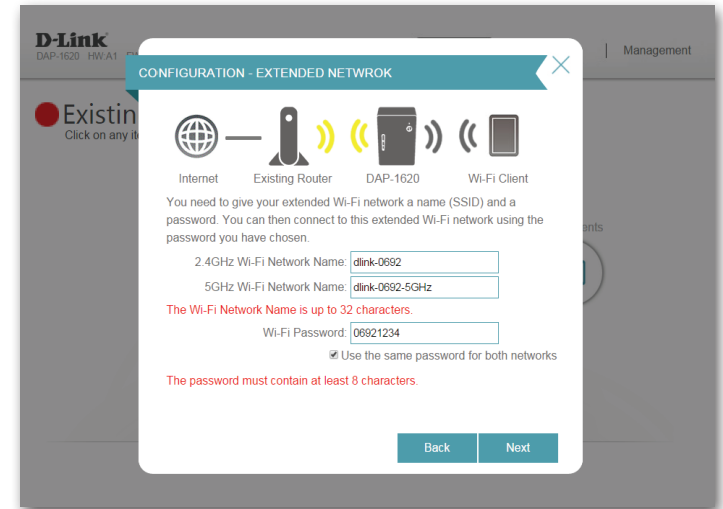 D-Link
DAP-1620 HW:A1
Management
CONFIGURATION - EXTENDED NETWROK
Existin
Click on any it
Internet
Existing Router
DAP-1620
Wi-Fi Client
You need to give your extended Wi-Fi network a name (SSID) and a
password. You can then connect to this extended Wi-Fi network using the
password you have chosen.
2.4GHz Wi-Fi Network Name: dlink-0692
5GHz Wi-Fi Network Name: dlink-0692-5GHz
The Wi-Fi Network Name is up to 32 characters.
Wi-Fi Password: 06921234
Use the same password for both networks
The password must contain at least 8 characters.
Back
Next